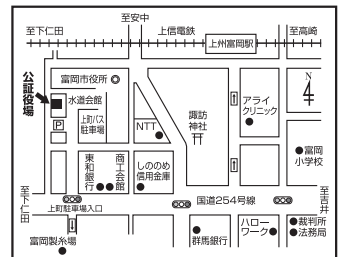 至安中
至下仁田
上信電鉄
至高崎
上州富岡駅
公証役場
富岡市役所
水道会館
P
上町バス
駐車場
NTT
諏訪
神社
アライ
クリニック
N
4
富岡
小学校
東和銀行
商工会館
しののめ
信用金庫
至下仁田
至吉井
国道254号線
上町駐車場入口
富岡製糸場
群馬銀行
ハロー
ワーク
裁判所
法務局